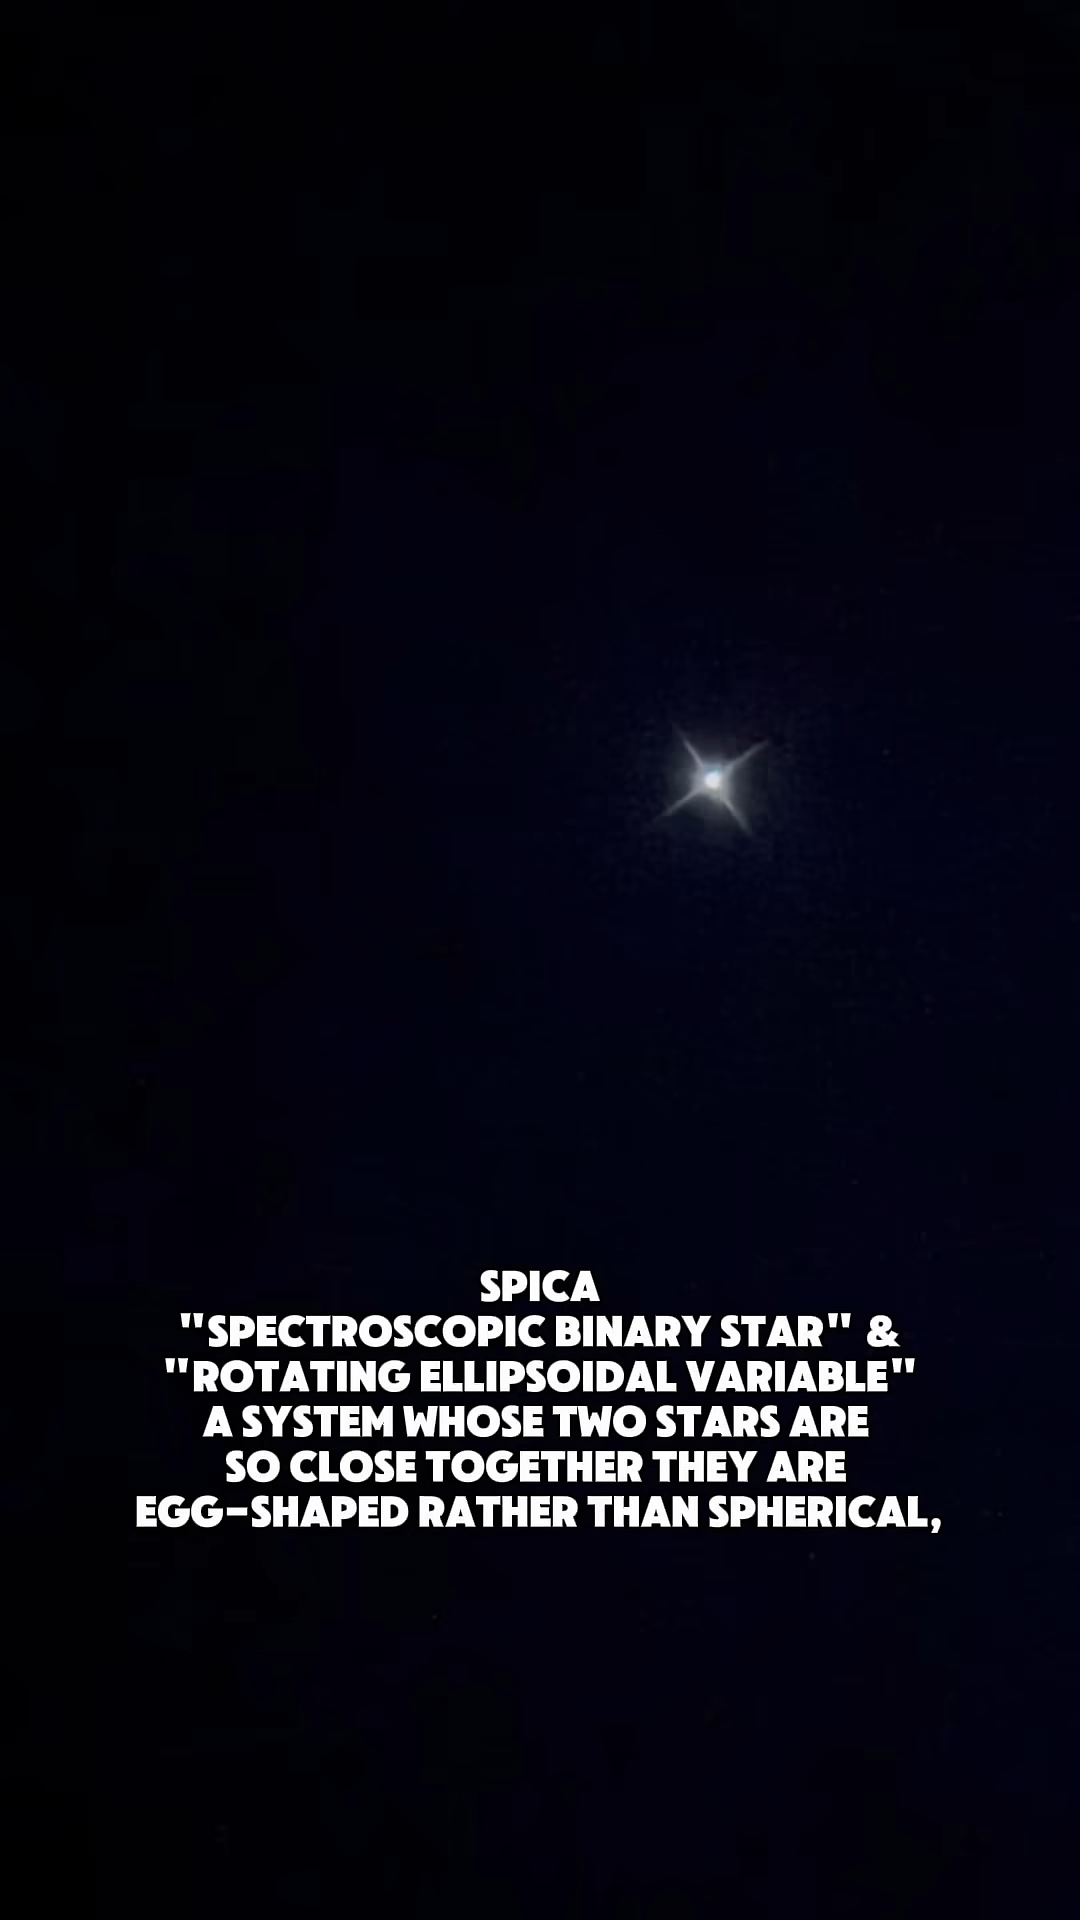 SPICA
"SPECTROSCOPIC BINARY STAR" &
"ROTATING ELLIPSOIDAL VARIABLE"
A SYSTEM WHOSE TWO STARS ARE
SO CLOSE TOGETHER THEY ARE
EGG-SHAPED RATHER THAN SPHERICAL,